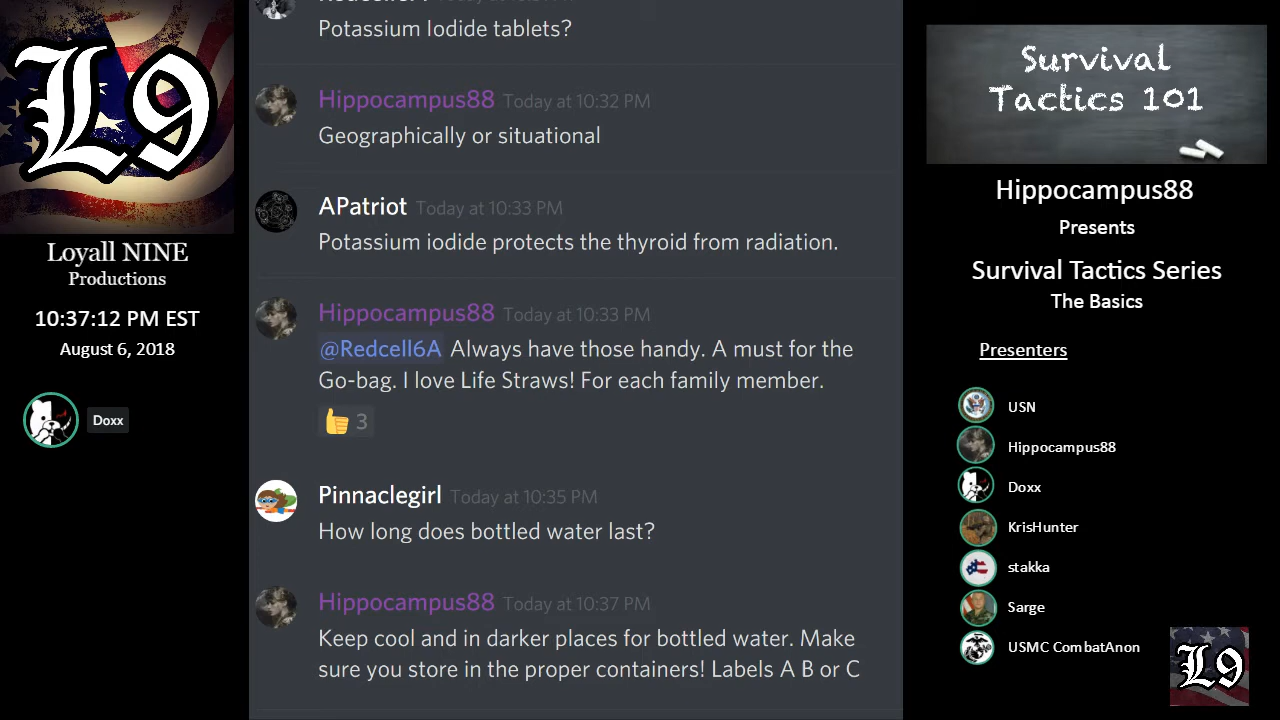 L9
Loyall NINE
Productions
10:37:12 PM EST
August 6, 2018
Doxx
Potassium Iodide tablets?
Hippocampus88 Today at 10:32 PM
Geographically or situational
APatriot Today at 10:33 PM
Potassium iodide protects the thyroid from radiation.
Hippocampus88 Today at 10:33 PM
@Redcell6A Always have those handy. A must for the
Go-bag. I love Life Straws! For each family member.
3
Pinnaclegirl Today at 10:35 PM
How long does bottled water last?
Hippocampus88 Today at 10:37 PM
Keep cool and in darker places for bottled water. Make
sure you store in the proper containers! Labels A B or C
Survival
Tactics 101
Hippocampus88
Presents
Survival Tactics Series
The Basics
Presenters
USN
Hippocampus88
Doxx
KrisHunter
stakka
Sarge
USMC CombatAnon
L9